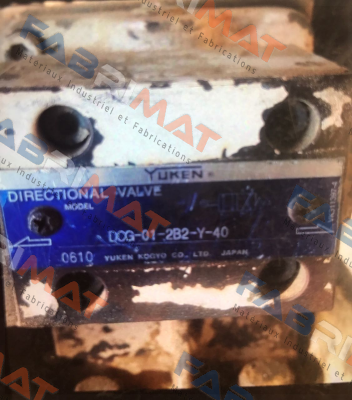 YUKEN
DIRECTIONAL VALVE
MODEL
DCG-01-2B2-Y-40
0610 YUKEN KOGYO CO., LTD. JAPAN
FABRIMAT
Matériaux Industriel et Fabrications